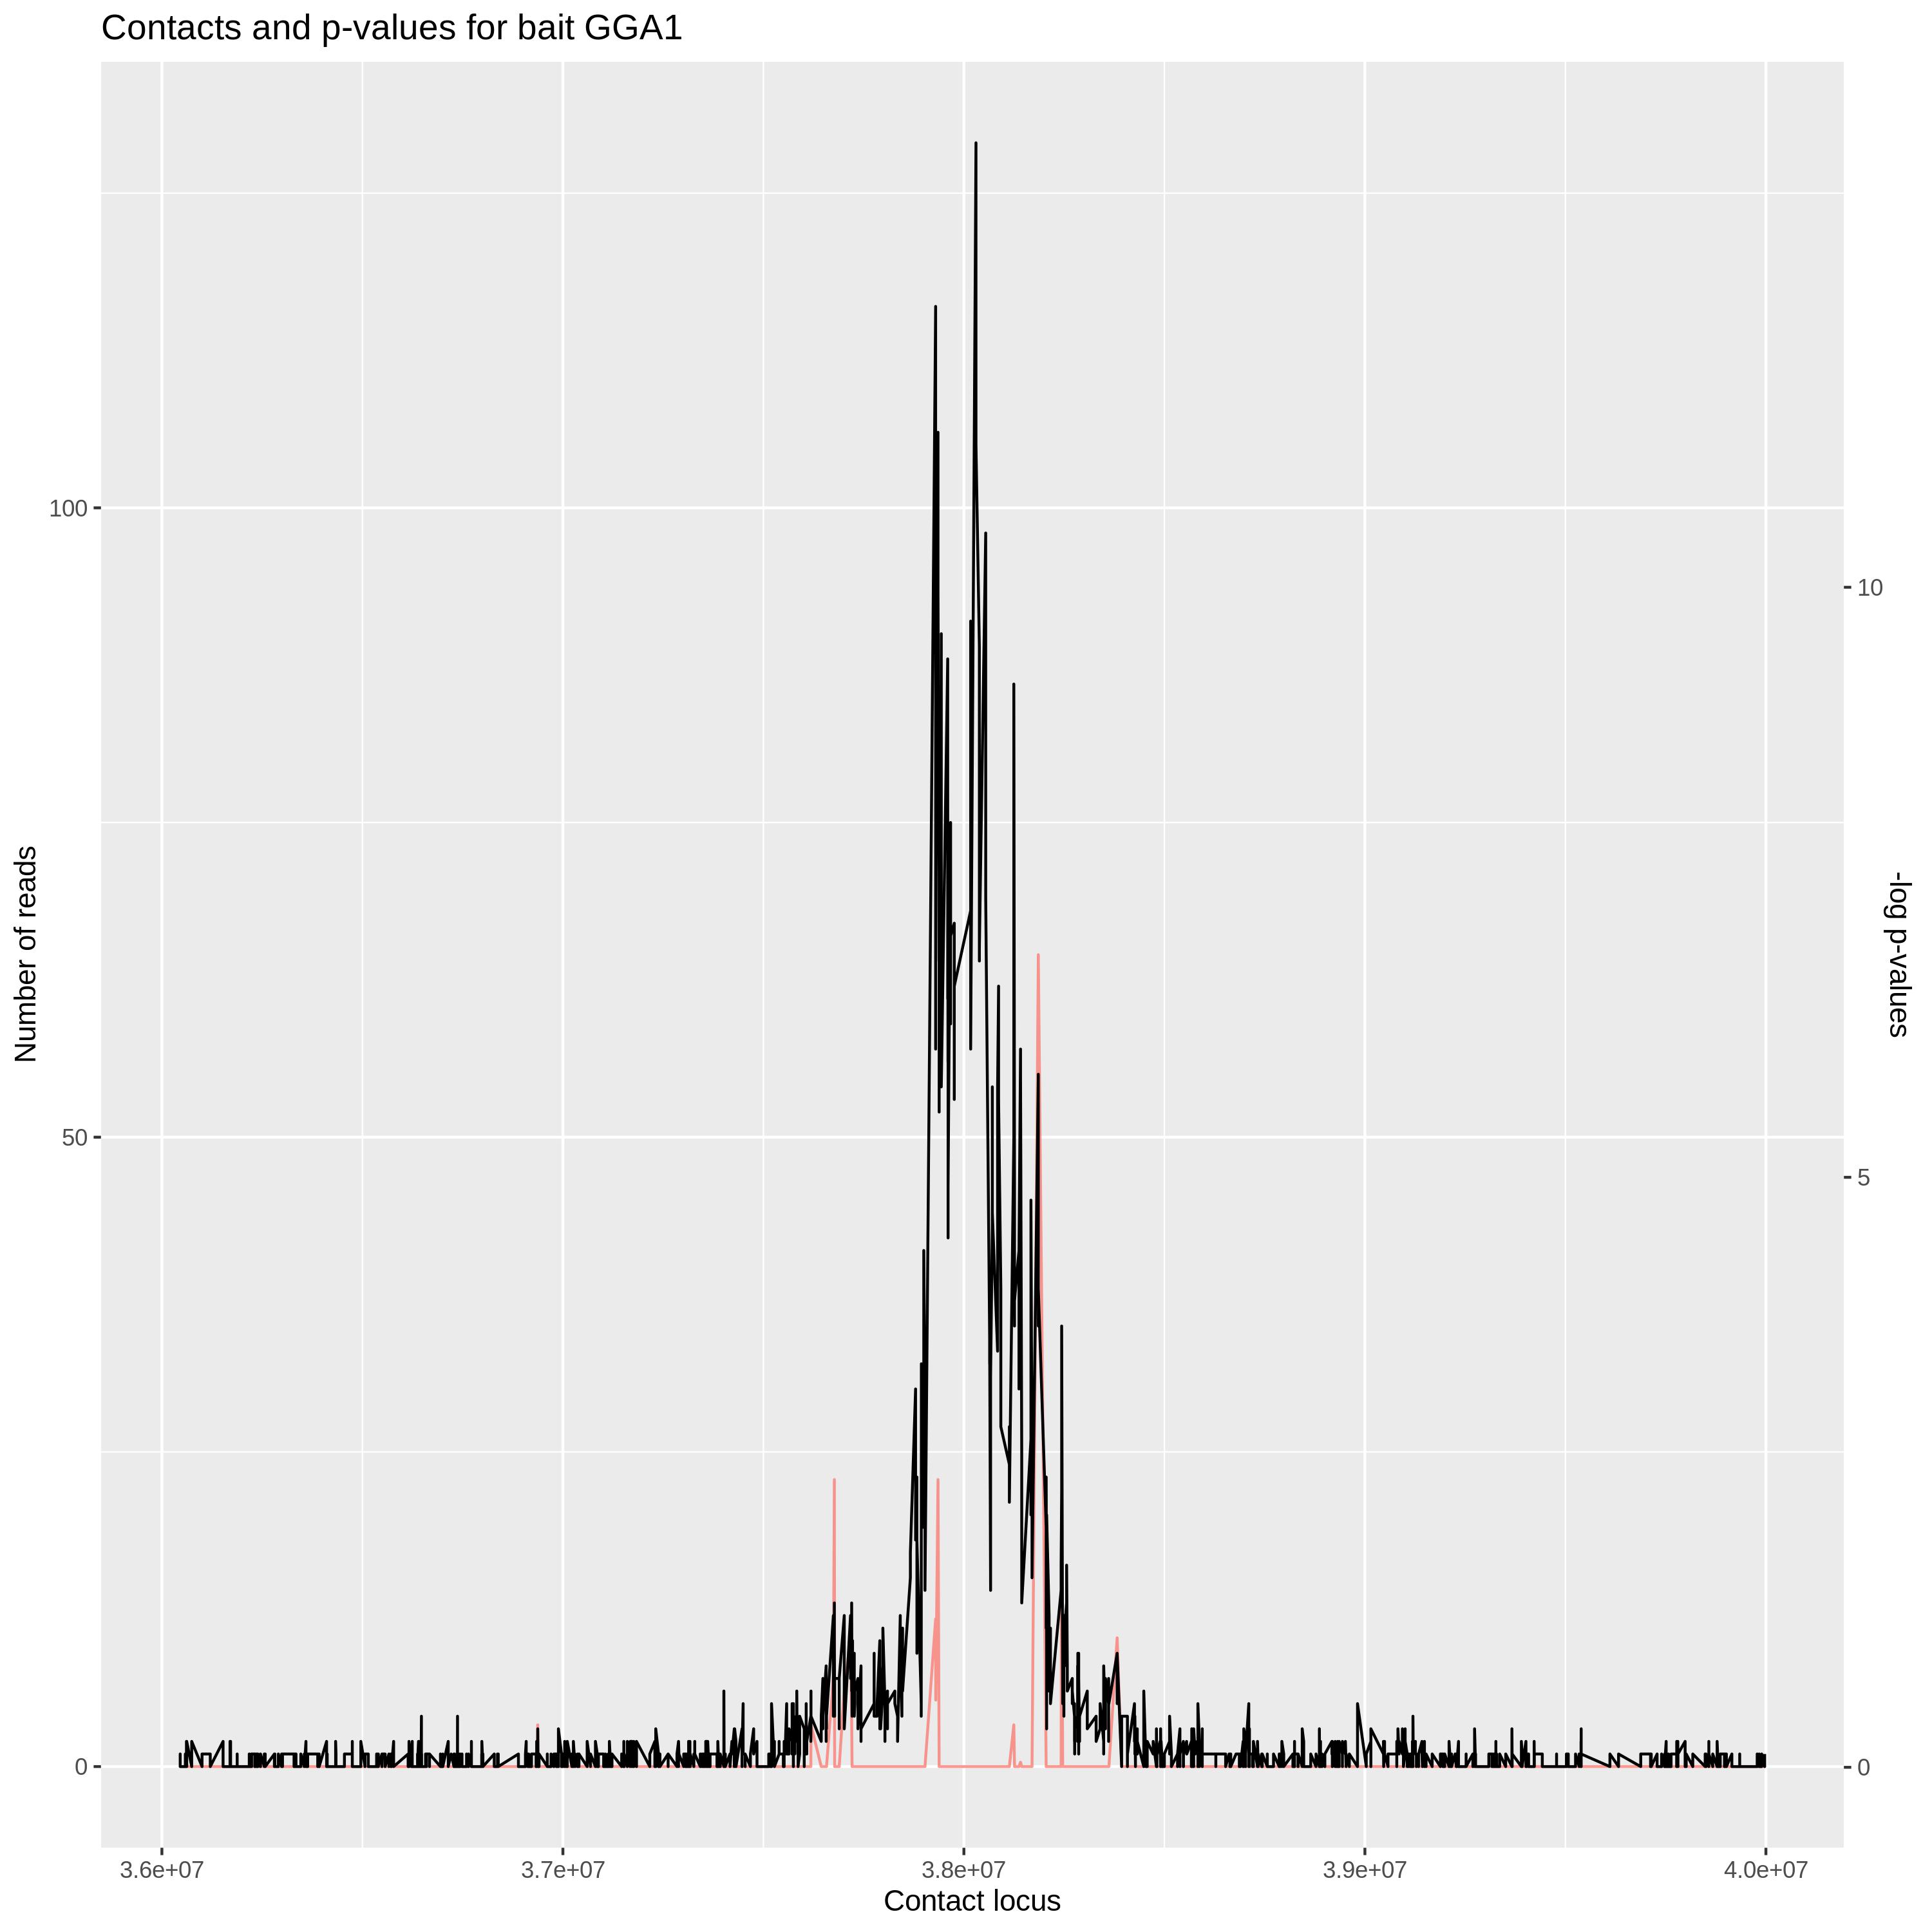 Contacts and p-values for bait GGA1
100
50
0
Number of reads
10
5
0
-log p-values
3.6e+07
3.7e+07
3.8e+07
3.9e+07
4.0e+07
Contact locus